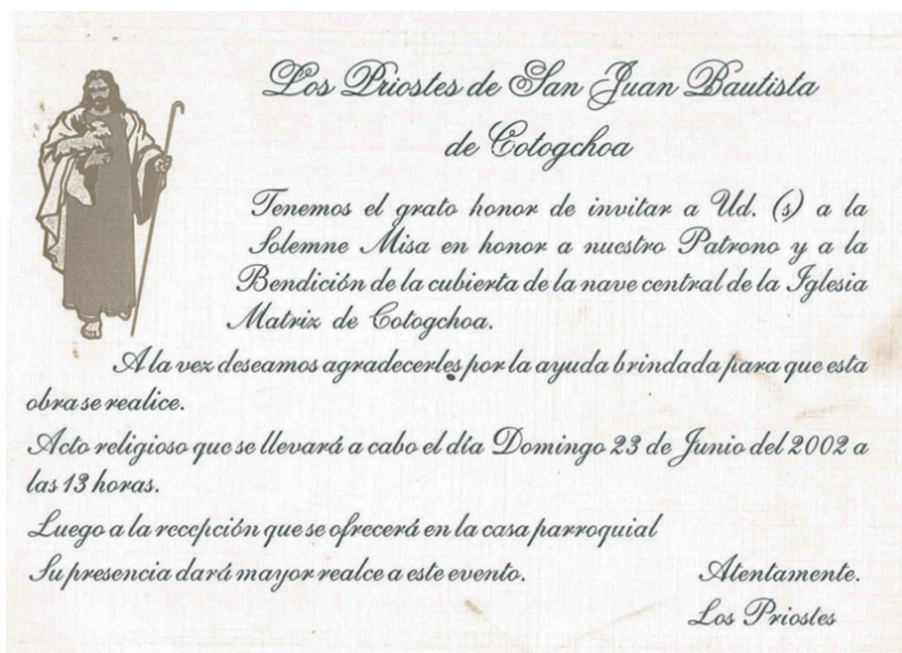 Los Priostes de San Juan Bautista
de Cotogchoa
Tenemos el grato honor de invitar a Ud. (s) a la
Solemne Misa en honor a nuestro Patrono y a la
Bendición de la cubierta de la nave central de la Iglesia
Matriz de Cotogchoa.
A la vez deseamos agradecerles por la ayuda brindada para que esta
obra se realice.
Acto religioso que se llevará a cabo el día Domingo 23 de Junio del 2002 a
las 13 horas.
Luego a la recepción que se ofrecerá en la casa parroquial
Su presencia dará mayor realce a este evento.
Atentamente.
Los Priostes